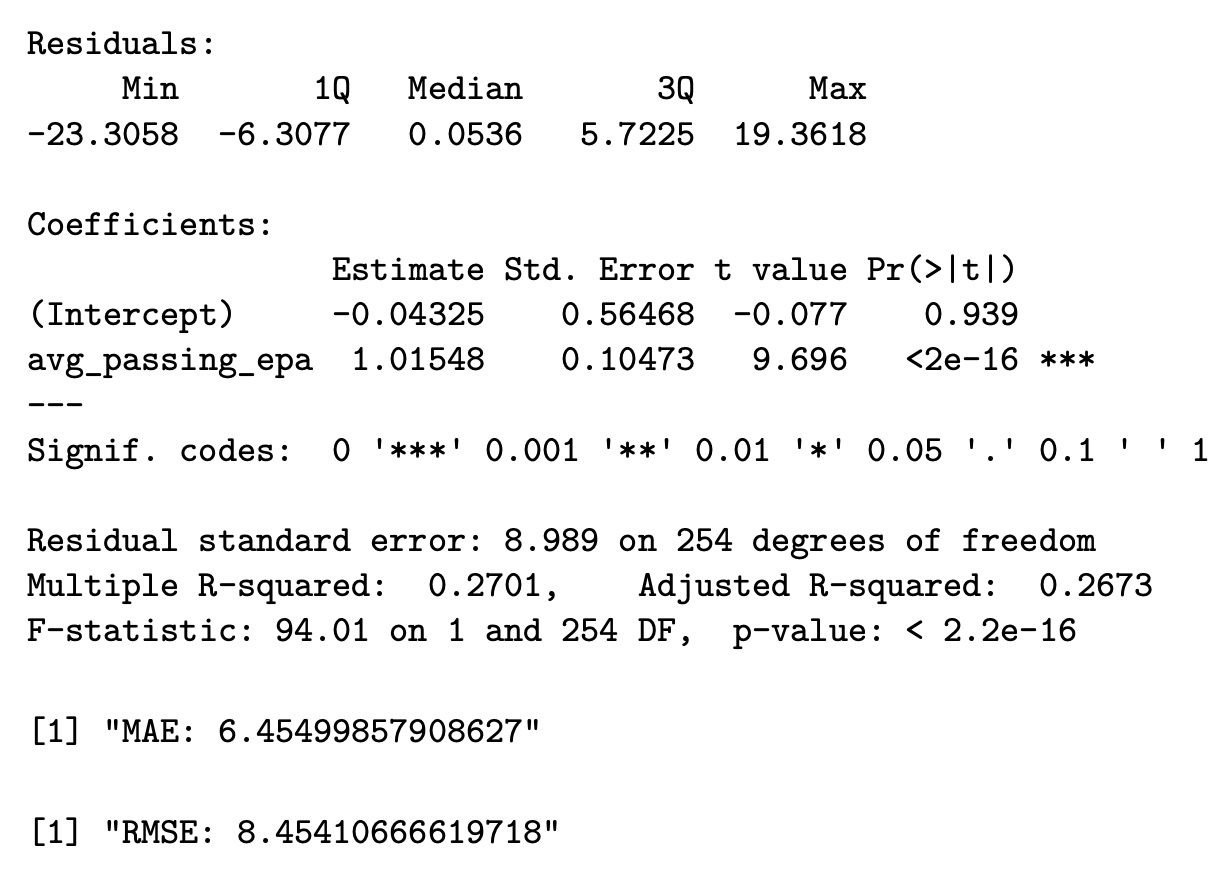 Residuals:
     Min       1Q   Median       3Q      Max
-23.3058  -6.3077   0.0536   5.7225  19.3618
Coefficients:
                Estimate Std. Error t value Pr(>|t|)
(Intercept)     -0.04325    0.56468  -0.077    0.939
avg_passing_epa  1.01548    0.10473   9.696   <2e-16 ***
---
Signif. codes:  0 '***' 0.001 '**' 0.01 '*' 0.05 '.' 0.1 ' ' 1
Residual standard error: 8.989 on 254 degrees of freedom
Multiple R-squared:  0.2701,    Adjusted R-squared:  0.2673
F-statistic: 94.01 on 1 and 254 DF,  p-value: < 2.2e-16
[1] "MAE: 6.45499857908627"
[1] "RMSE: 8.45410666619718"